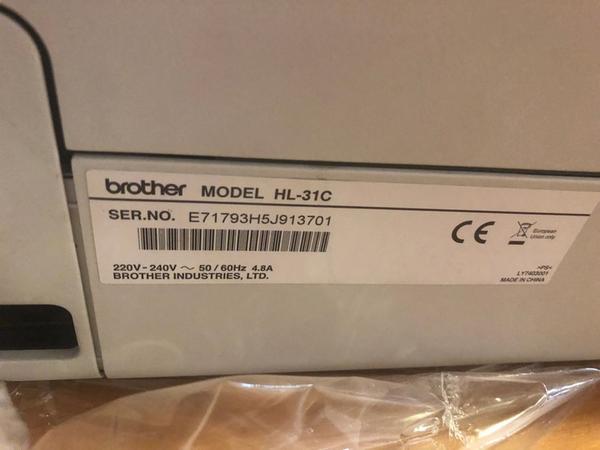 brother MODEL HL-31C
SER.NO. E71793H5J913701
European
Union only
220V-240V ~ 50/60Hz 4.8A
BROTHER INDUSTRIES, LTD.
>PS<
LY7403001
MADE IN CHINA